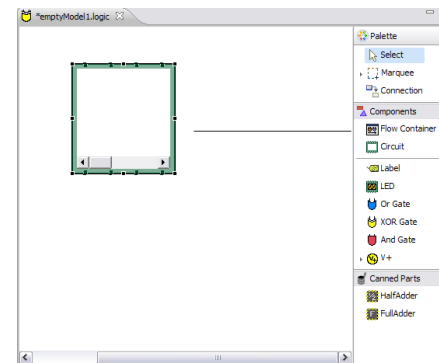 *emptyModel1.logic
Palette
Select
Marquee
Connection
Components
Flow Container
Circuit
Label
LED
Or Gate
XOR Gate
And Gate
V+
Canned Parts
HalfAdder
FullAdder